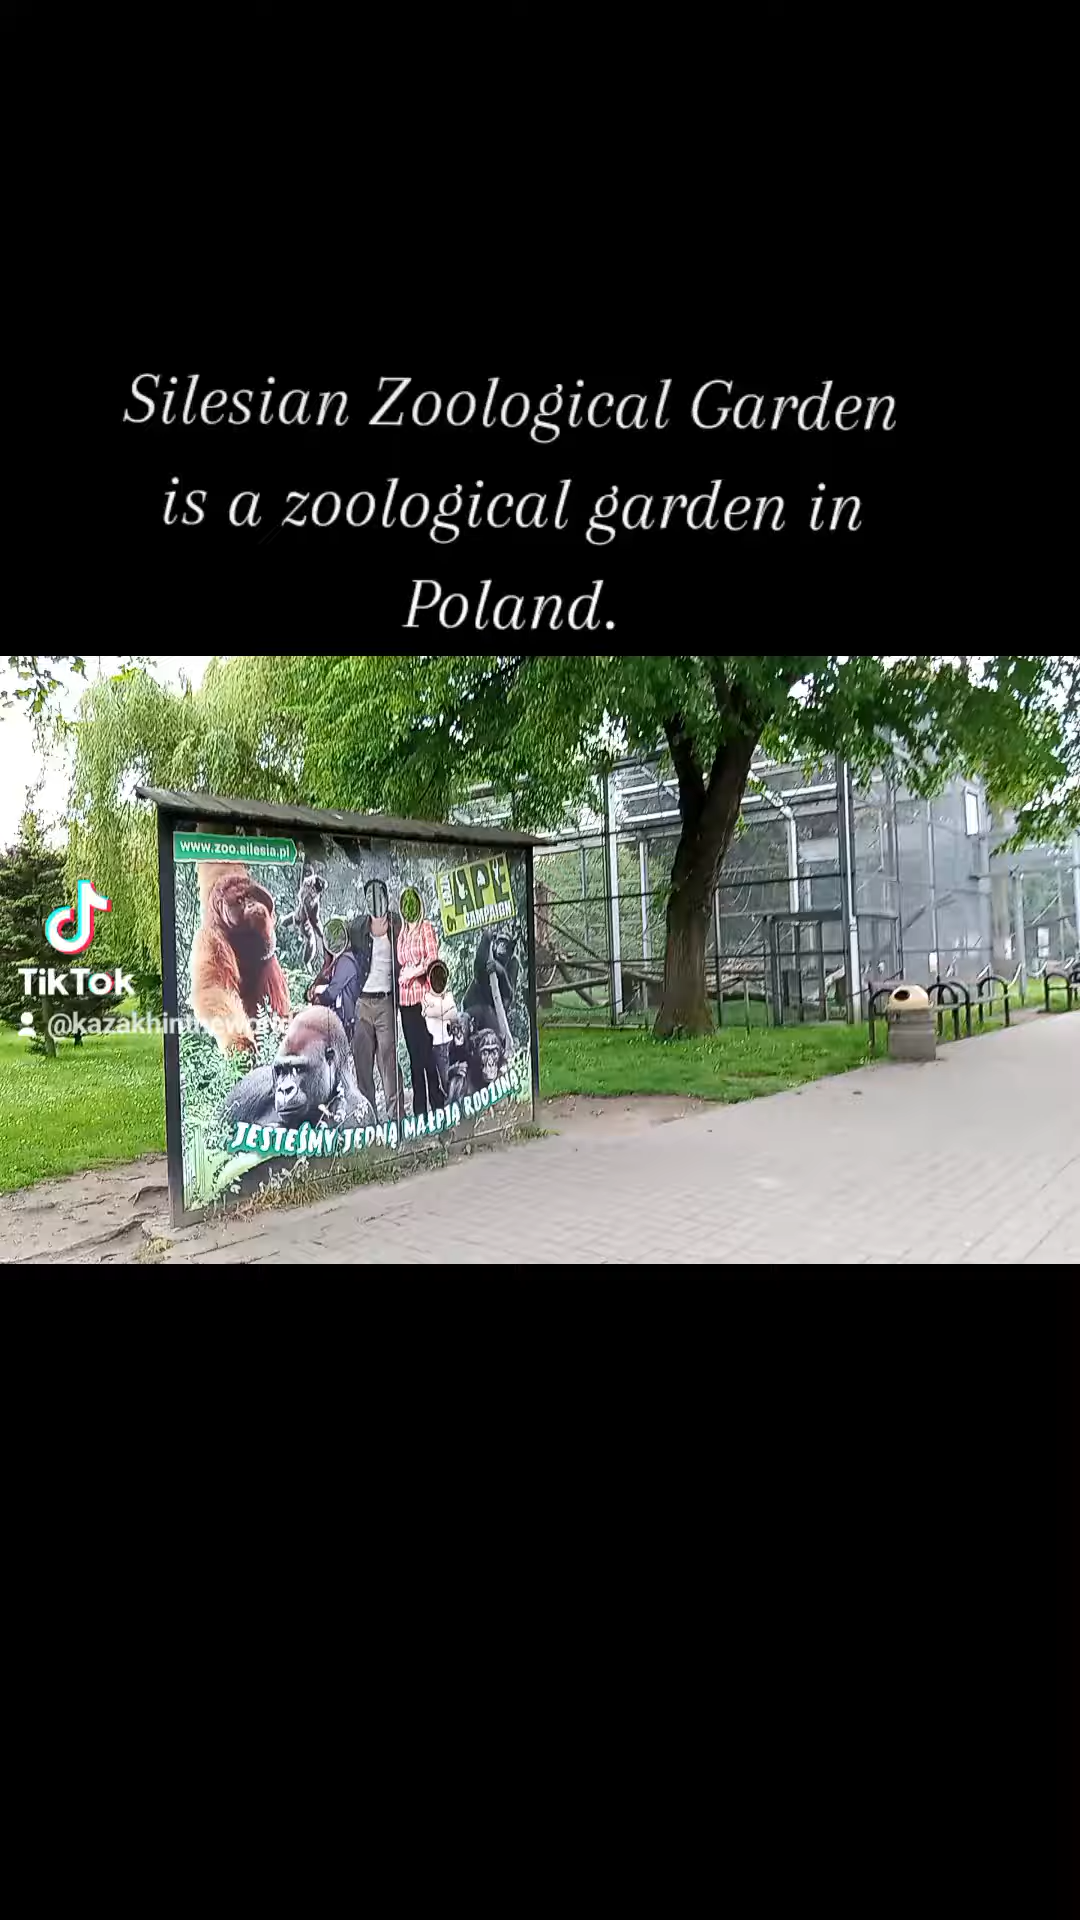 Silesian Zoological Garden
is a zoological garden in
Poland.
www.zoo.silesia.pl
APE
CAMPAIGN
TikTok
JESTEŚMY JEDNĄ MAŁPIĄ RODZINĄ